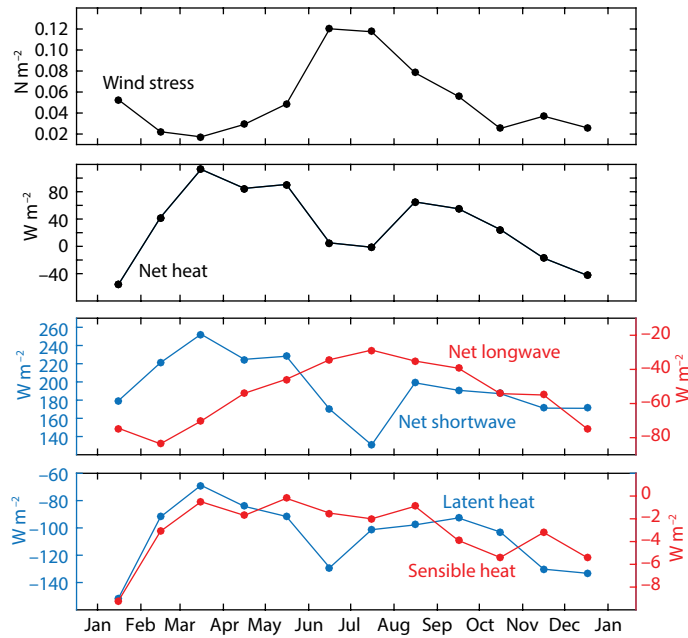 0.12
0.10
0.08
0.06
0.04
0.02
N m⁻²
Wind stress
80
40
0
−40
W m⁻²
Net heat
260
240
220
200
180
160
140
W m⁻²
Net longwave
Net shortwave
−20
−40
−60
−80
W m⁻²
−60
−80
−100
−120
−140
W m⁻²
Latent heat
Sensible heat
0
−2
−4
−6
−8
W m⁻²
Jan Feb Mar Apr May Jun Jul Aug Sep Oct Nov Dec Jan